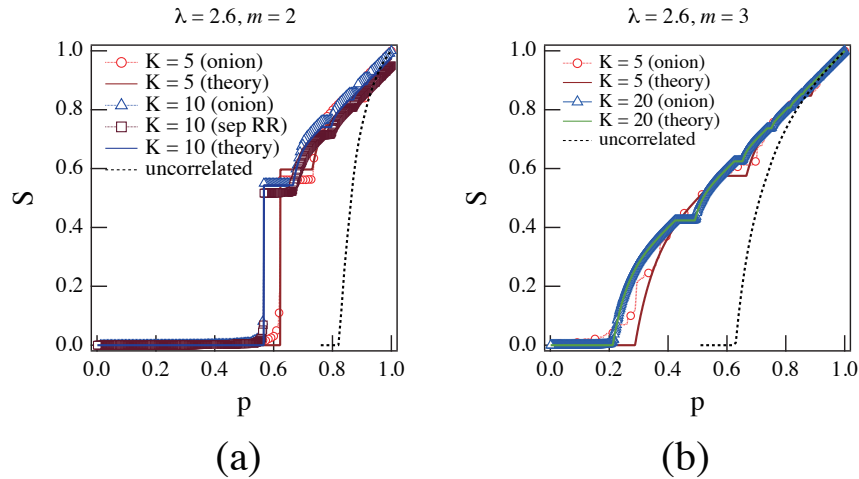 λ = 2.6, m = 2
1.0
0.8
0.6
0.4
0.2
0.0
S
K = 5 (onion)
K = 5 (theory)
K = 10 (onion)
K = 10 (sep RR)
K = 10 (theory)
uncorrelated
0.0 0.2 0.4 0.6 0.8 1.0
p
(a)
λ = 2.6, m = 3
1.0
0.8
0.6
0.4
0.2
0.0
S
K = 5 (onion)
K = 5 (theory)
K = 20 (onion)
K = 20 (theory)
uncorrelated
0.0 0.2 0.4 0.6 0.8 1.0
p
(b)